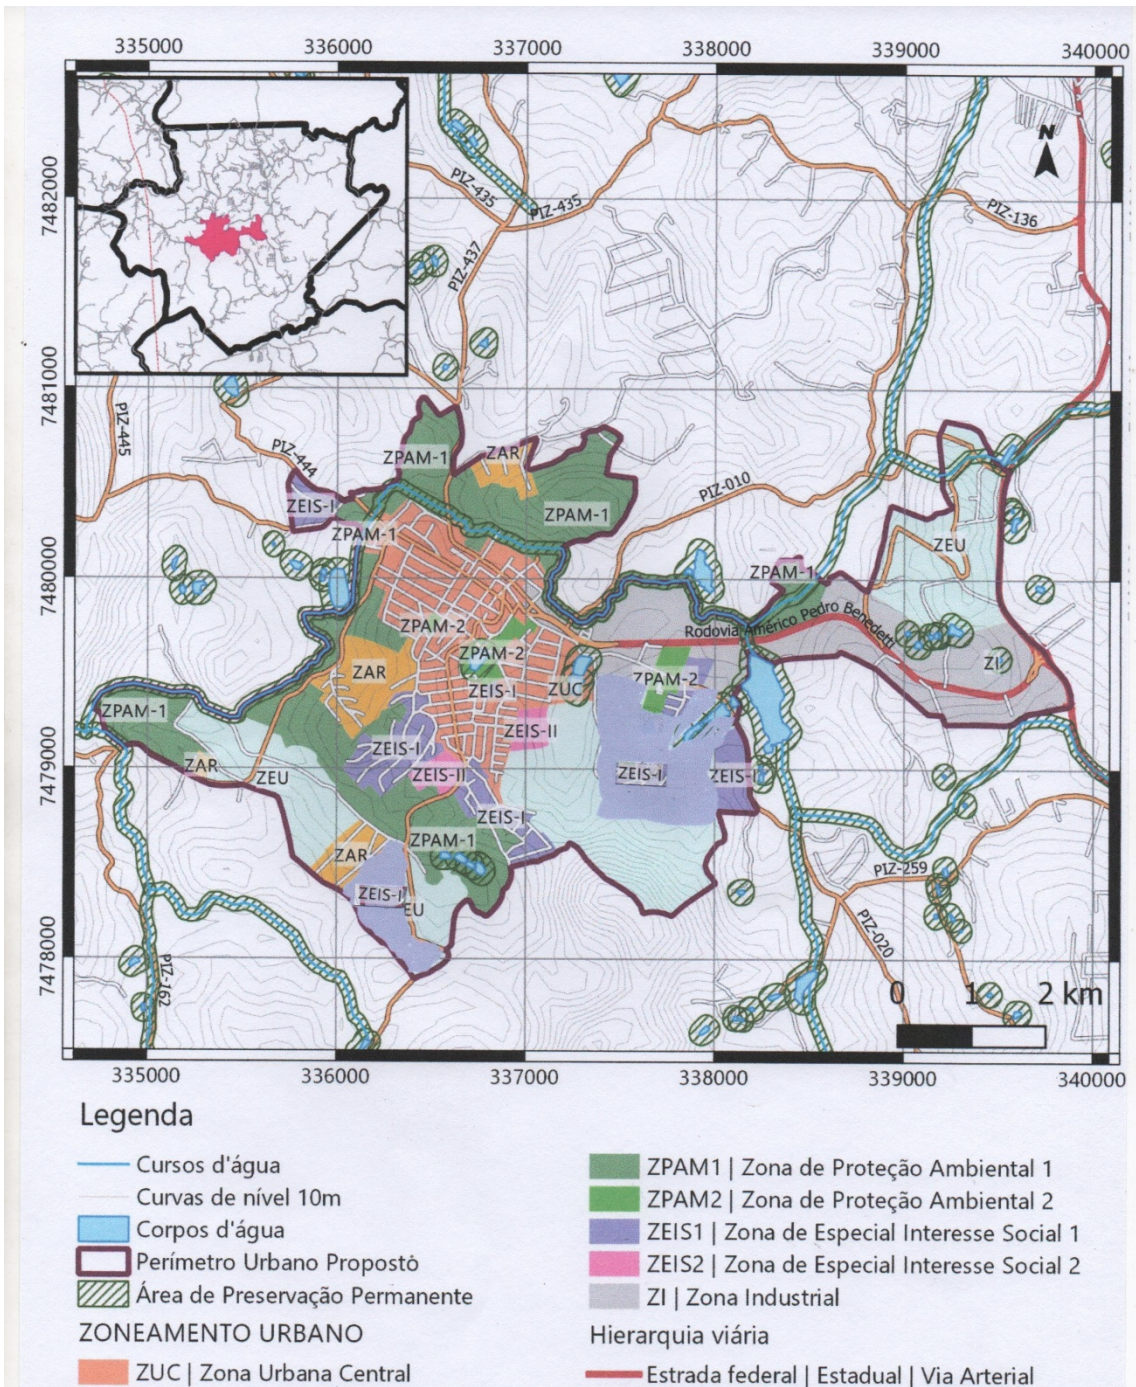 335000 336000 337000 338000 339000 340000
7482000
7481000
7480000
7479000
7478000
N
PIZ-435
PIZ-435
PIZ-136
PIZ-437
PIZ-445
PIZ-444
PIZ-010
ZPAM-1
ZAR
ZEIS-I
ZPAM-1
ZPAM-1
ZEU
ZPAM-1
ZPAM-2
Rodovia Américo Pedro Benedetti
ZPAM-2
ZI
ZAR
ZEIS-I
ZUC
ZPAM-2
ZPAM-1
ZEIS-II
ZEIS-I
ZAR
ZEU
ZEIS-II
ZEIS-I
ZEIS-I
ZEIS-I
ZPAM-1
ZAR
PIZ-259
ZEIS-I
EU
PIZ-020
PIZ-162
0 1 2 km
335000 336000 337000 338000 339000 340000
Legenda
Cursos d'água
Curvas de nível 10m
Corpos d'água
Perímetro Urbano Proposto
Área de Preservação Permanente
ZONEAMENTO URBANO
ZUC | Zona Urbana Central
ZPAM1 | Zona de Proteção Ambiental 1
ZPAM2 | Zona de Proteção Ambiental 2
ZEIS1 | Zona de Especial Interesse Social 1
ZEIS2 | Zona de Especial Interesse Social 2
ZI | Zona Industrial
Hierarquia viária
Estrada federal | Estadual | Via Arterial